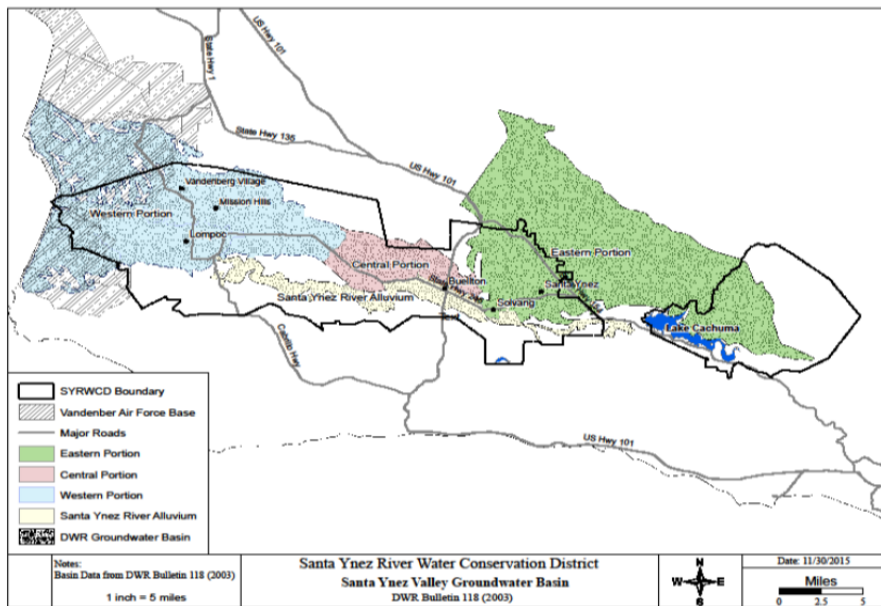 US Hwy 101
State Hwy 1
State Hwy 135
US Hwy 101
Vandenberg Village
Mission Hills
Western Portion
Lompoc
Eastern Portion
Central Portion
Buellton
Santa Ynez
Santa Ynez River Alluvium
Solvang
Lake Cachuma
Cabrillo Hwy
US Hwy 101
SYRWCD Boundary
Vandenber Air Force Base
Major Roads
Eastern Portion
Central Portion
Western Portion
Santa Ynez River Alluvium
DWR Groundwater Basin
Notes:
Basin Data from DWR Bulletin 118 (2003)
1 inch = 5 miles
Santa Ynez River Water Conservation District
Santa Ynez Valley Groundwater Basin
DWR Bulletin 118 (2003)
N
W E
S
Date: 11/30/2015
Miles
0 2.5 5